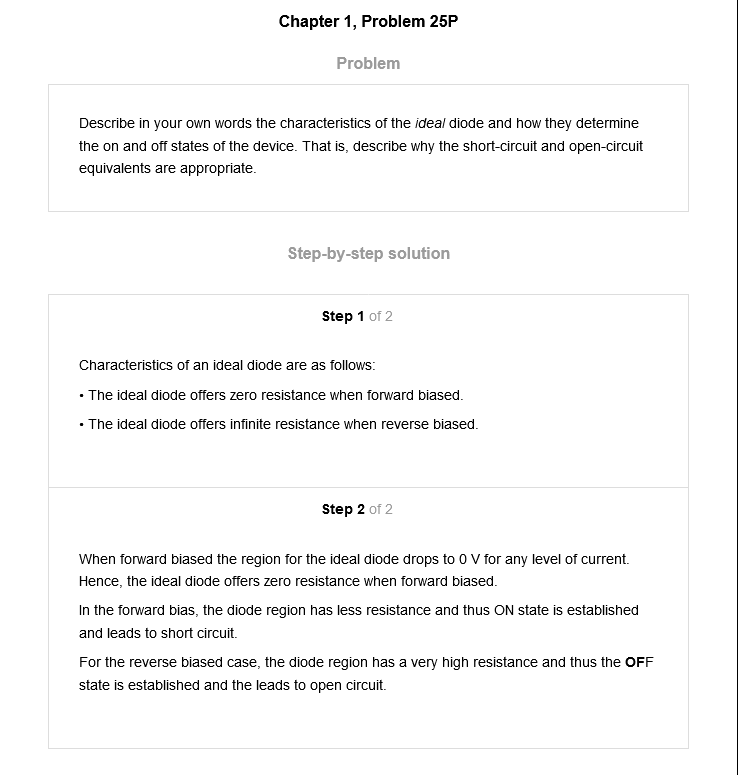 Chapter 1, Problem 25P
Problem
Describe in your own words the characteristics of the ideal diode and how they determine
the on and off states of the device. That is, describe why the short-circuit and open-circuit
equivalents are appropriate.
Step-by-step solution
Step 1 of 2
Characteristics of an ideal diode are as follows:
• The ideal diode offers zero resistance when forward biased.
• The ideal diode offers infinite resistance when reverse biased.
Step 2 of 2
When forward biased the region for the ideal diode drops to 0 V for any level of current.
Hence, the ideal diode offers zero resistance when forward biased.
In the forward bias, the diode region has less resistance and thus ON state is established
and leads to short circuit.
For the reverse biased case, the diode region has a very high resistance and thus the OFF
state is established and the leads to open circuit.